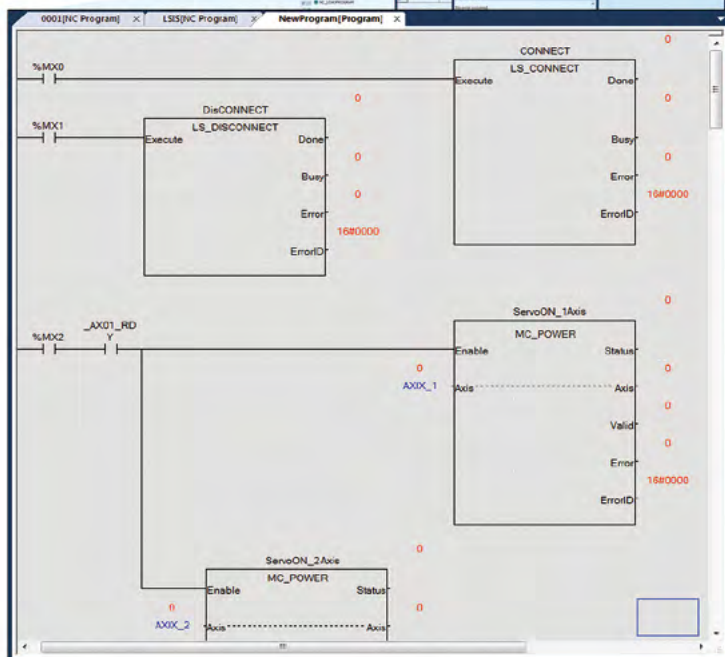 0001[NC Program] × LSIS[NC Program] × NewProgram[Program] ×
CONNECT
0
%MX0
LS_CONNECT
Execute
Done
0
Busy
0
Error
16#0000
ErrorID
DisCONNECT
0
%MX1
LS_DISCONNECT
Execute
Done
0
Busy
0
Error
16#0000
ErrorID
ServoON_1Axis
0
%MX2
_AX01_RD
Y
MC_POWER
Enable
Status
0
0
AXIX_1
Axis
Axis
0
Valid
0
Error
16#0000
ErrorID
ServoON_2Axis
0
MC_POWER
Enable
Status
0
0
AXIX_2
Axis
Axis